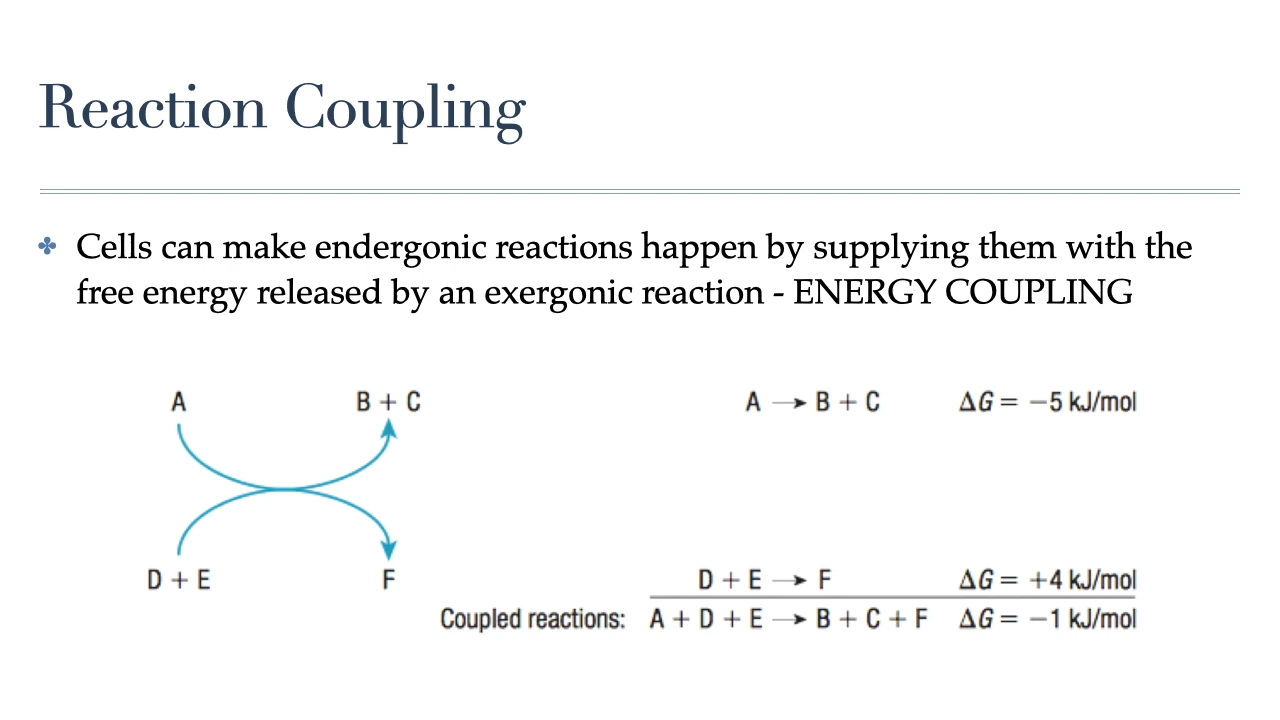 Reaction Coupling
Cells can make endergonic reactions happen by supplying them with the
free energy released by an exergonic reaction - ENERGY COUPLING
A B + C A → B + C ΔG = −5 kJ/mol
D + E F D + E → F ΔG = +4 kJ/mol
Coupled reactions: A + D + E → B + C + F ΔG = −1 kJ/mol